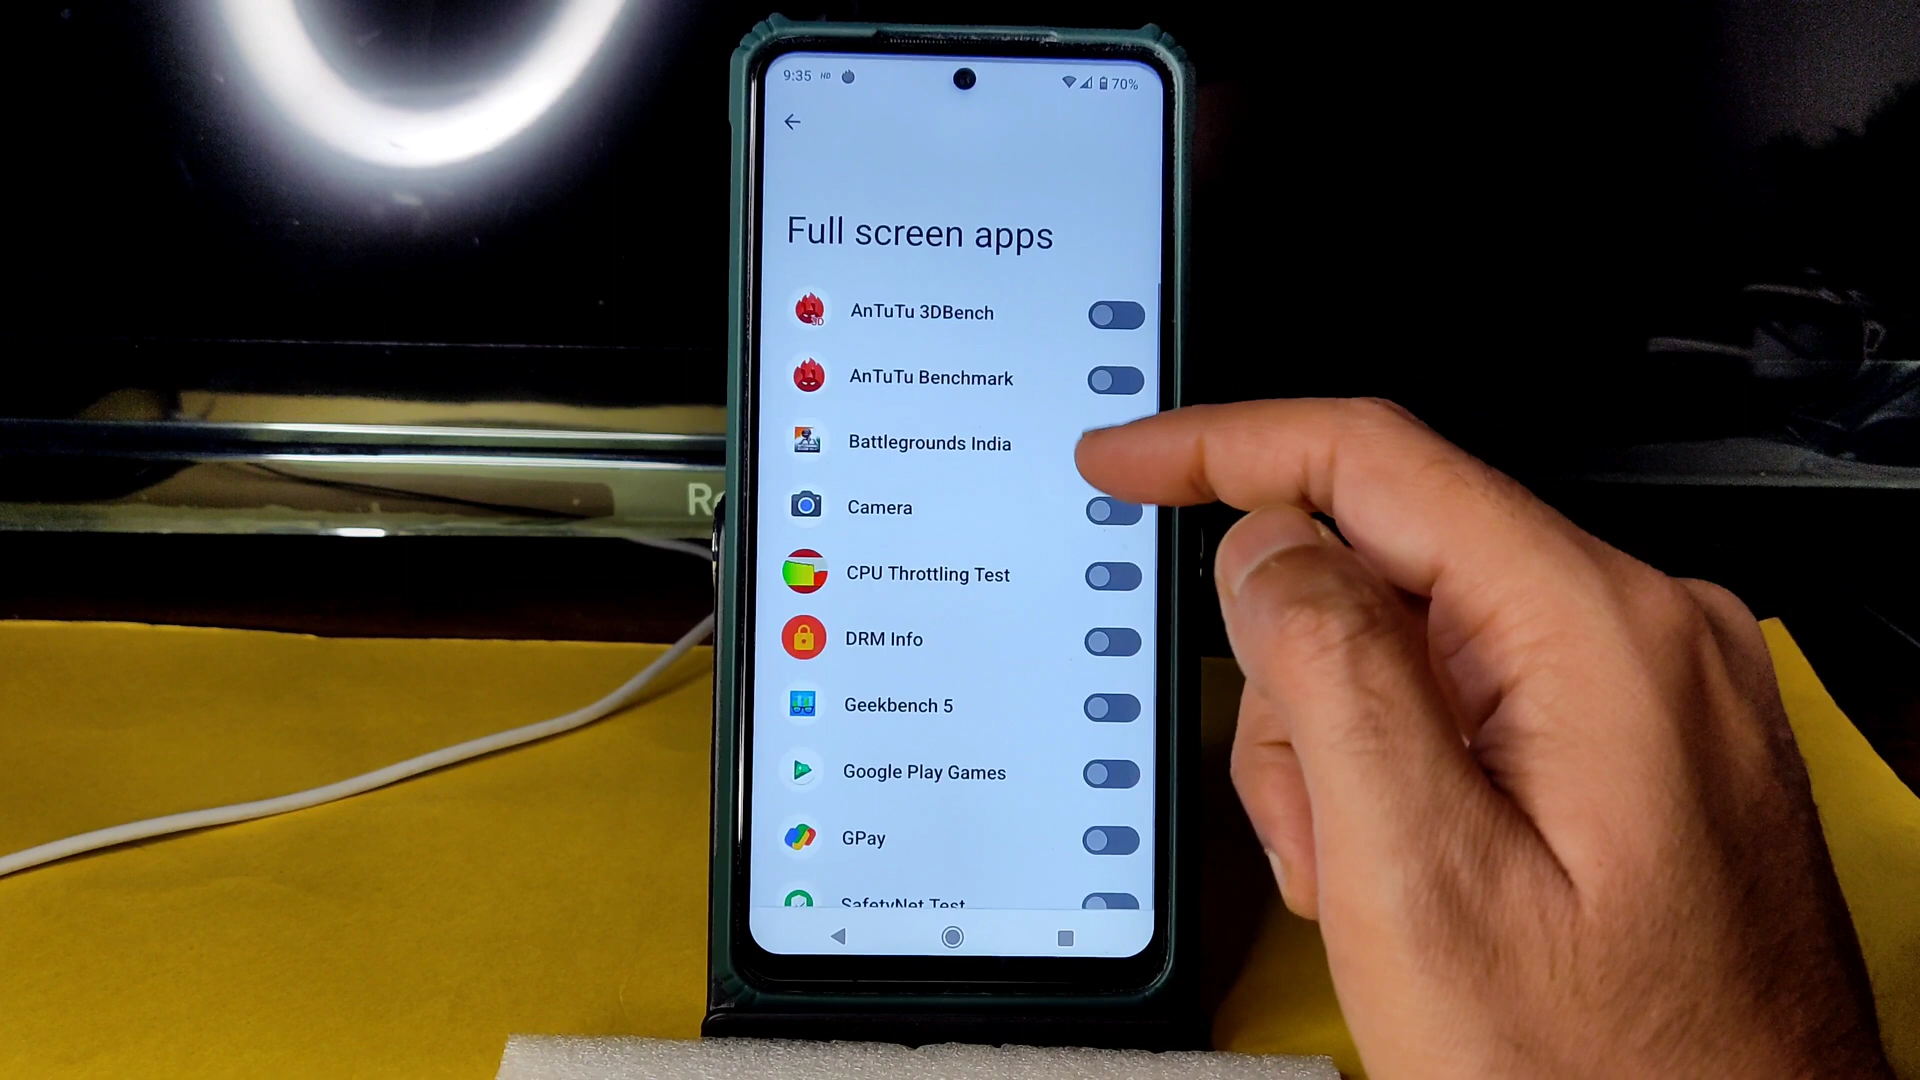 9:35 HD 70%
Full screen apps
AnTuTu 3DBench
AnTuTu Benchmark
Battlegrounds India
Camera
CPU Throttling Test
DRM Info
Geekbench 5
Google Play Games
GPay
SafetyNet Test